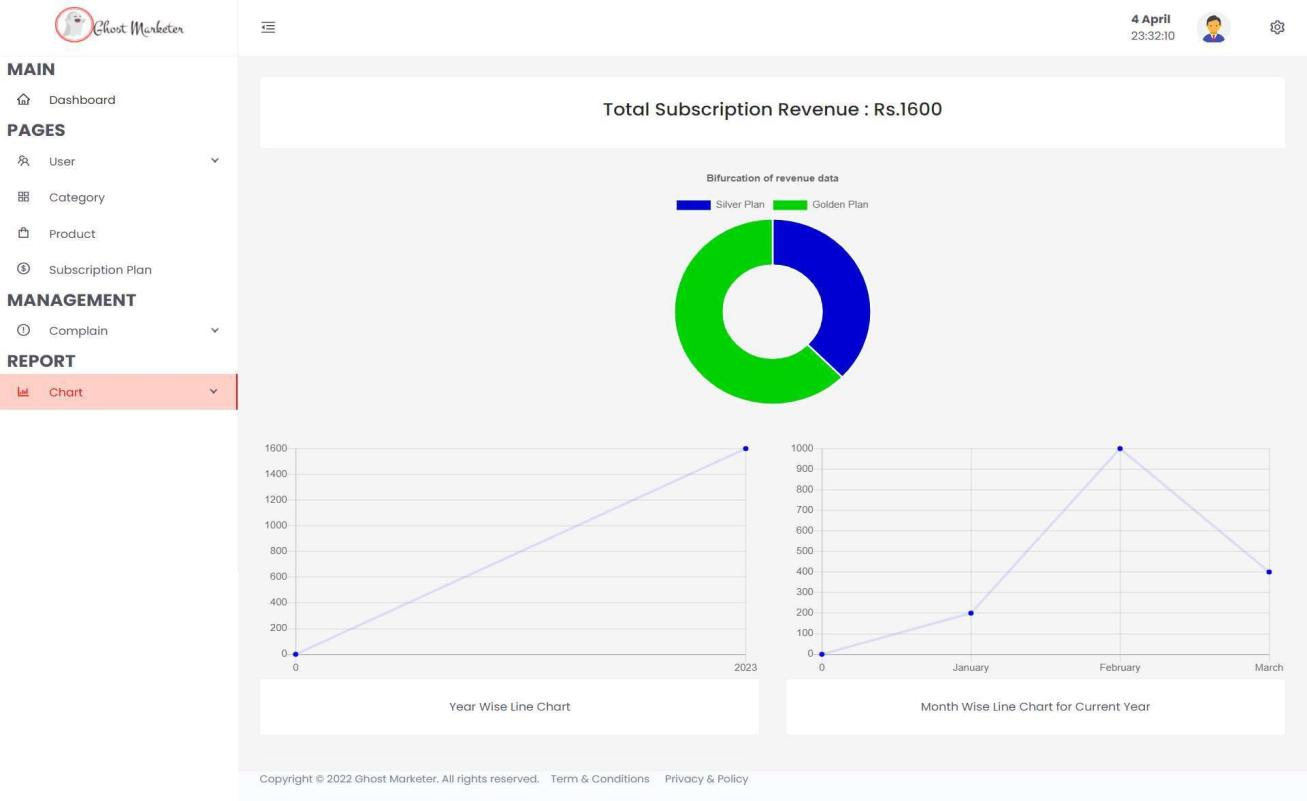 Ghost Marketer
4 April
23:32:10
MAIN
Dashboard
PAGES
User
Category
Product
Subscription Plan
MANAGEMENT
Complain
REPORT
Chart
Total Subscription Revenue : Rs.1600
Bifurcation of revenue data
Silver Plan Golden Plan
1600
1400
1200
1000
800
600
400
200
0
0 2023
Year Wise Line Chart
1000
900
800
700
600
500
400
300
200
100
0
0 January February March
Month Wise Line Chart for Current Year
Copyright © 2022 Ghost Marketer. All rights reserved. Term & Conditions Privacy & Policy